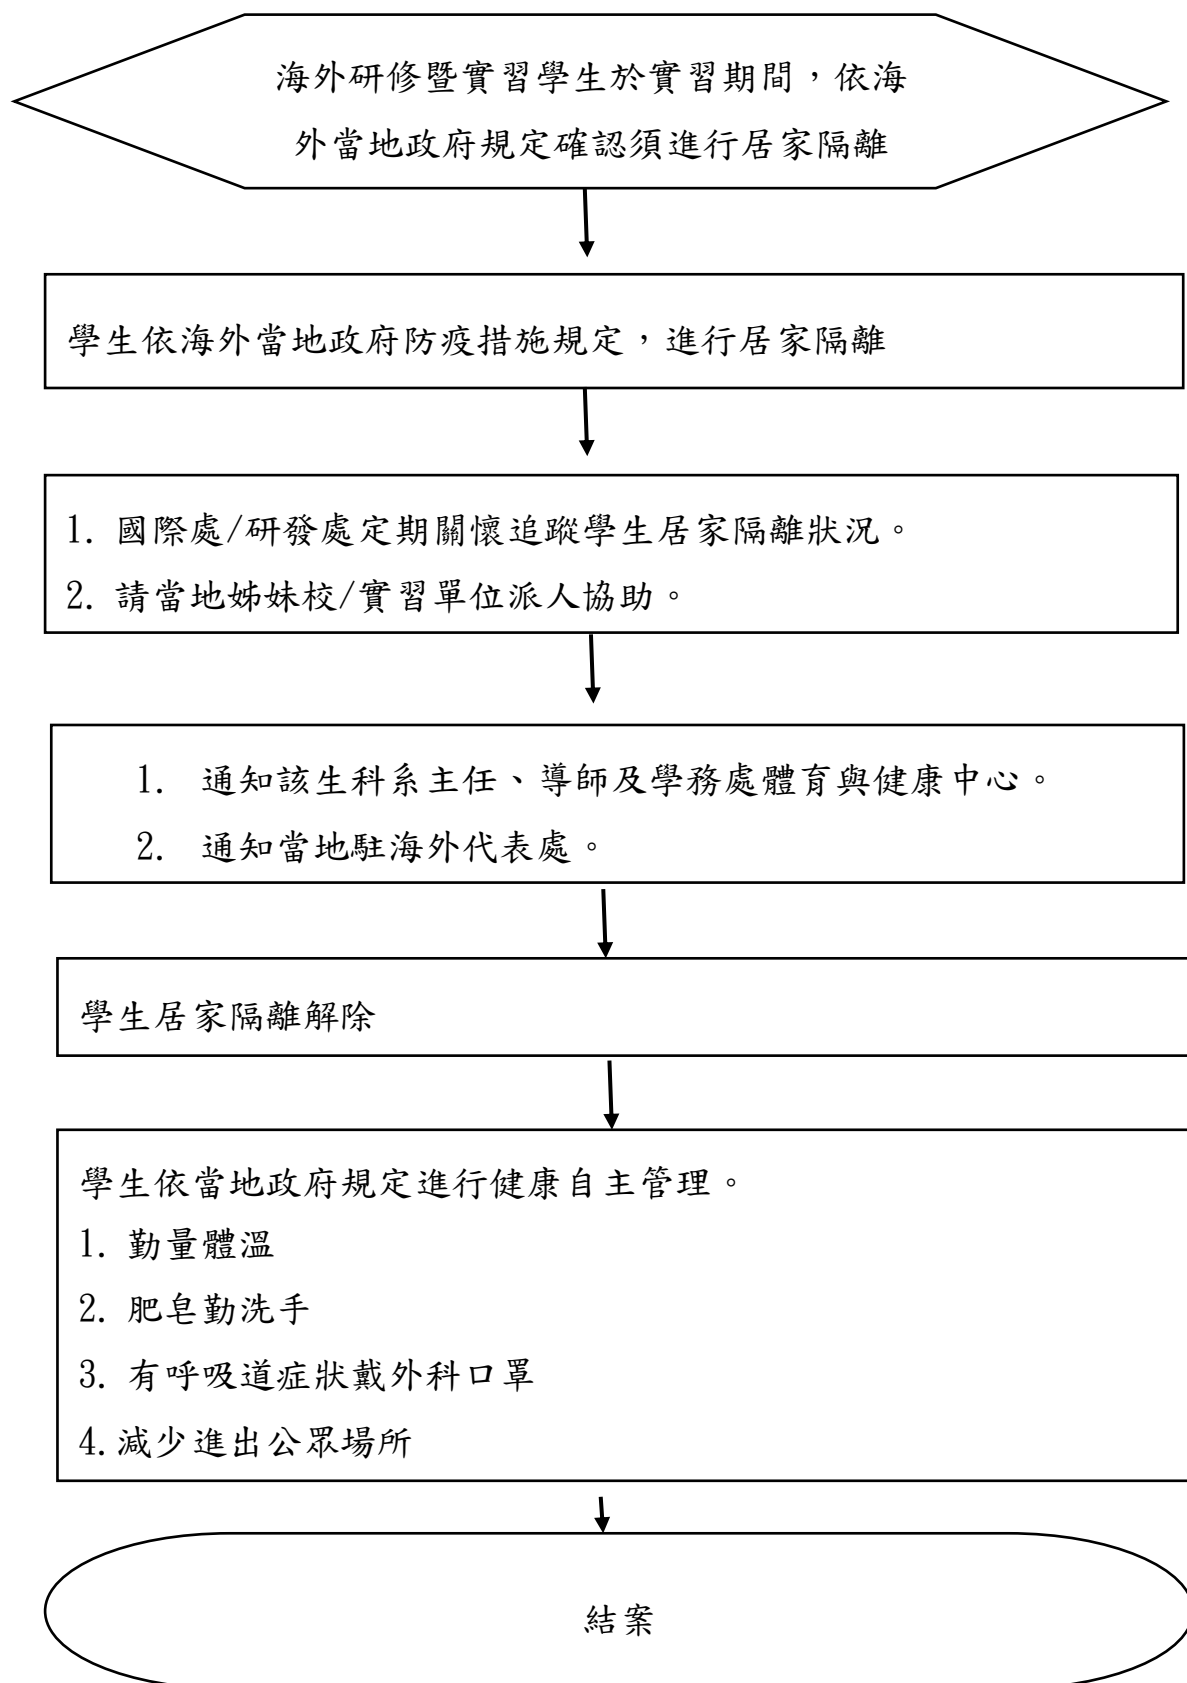 海外研修暨實習學生於實習期間，依海
外當地政府規定確認須進行居家隔離
學生依海外當地政府防疫措施規定，進行居家隔離
1. 國際處/研發處定期關懷追蹤學生居家隔離狀況。
2. 請當地姊妹校/實習單位派人協助。
1. 通知該生科系主任、導師及學務處體育與健康中心。
2. 通知當地駐海外代表處。
學生居家隔離解除
學生依當地政府規定進行健康自主管理。
1. 勤量體溫
2. 肥皂勤洗手
3. 有呼吸道症狀戴外科口罩
4.減少進出公眾場所
結案